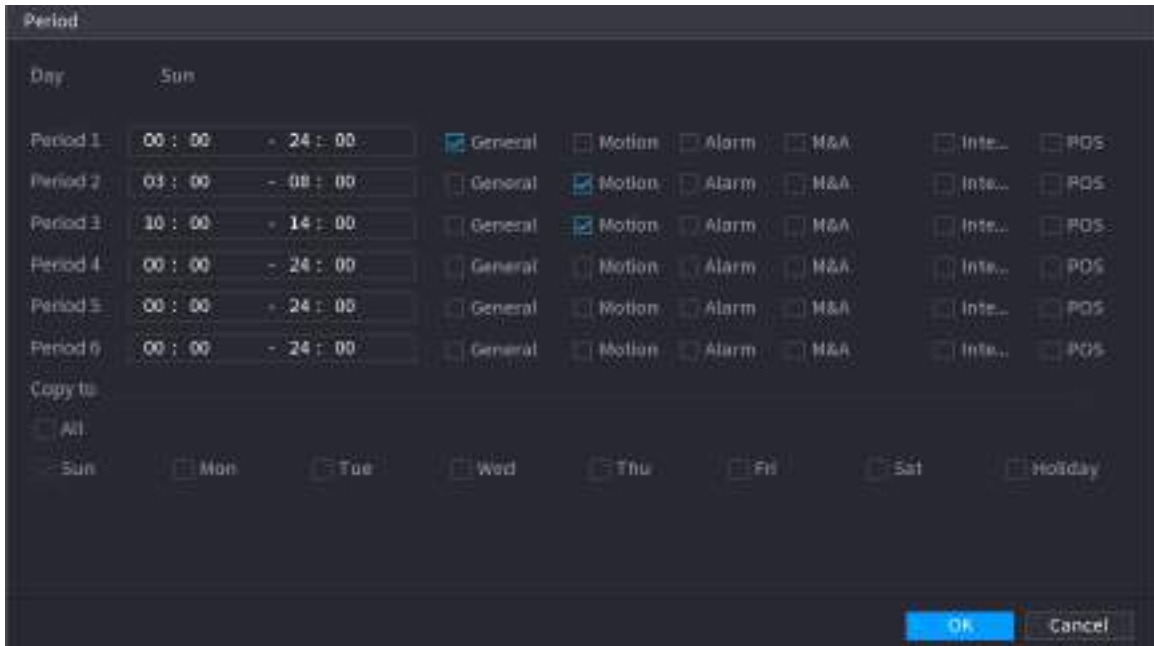 Period
Day Sun
Period 1 00 : 00 - 24 : 00 General Motion Alarm M&A Inte... POS
Period 2 03 : 00 - 08 : 00 General Motion Alarm M&A Inte... POS
Period 3 10 : 00 - 14 : 00 General Motion Alarm M&A Inte... POS
Period 4 00 : 00 - 24 : 00 General Motion Alarm M&A Inte... POS
Period 5 00 : 00 - 24 : 00 General Motion Alarm M&A Inte... POS
Period 6 00 : 00 - 24 : 00 General Motion Alarm M&A Inte... POS
Copy to
All
Sun Mon Tue Wed Thu Fri Sat Holiday
OK Cancel